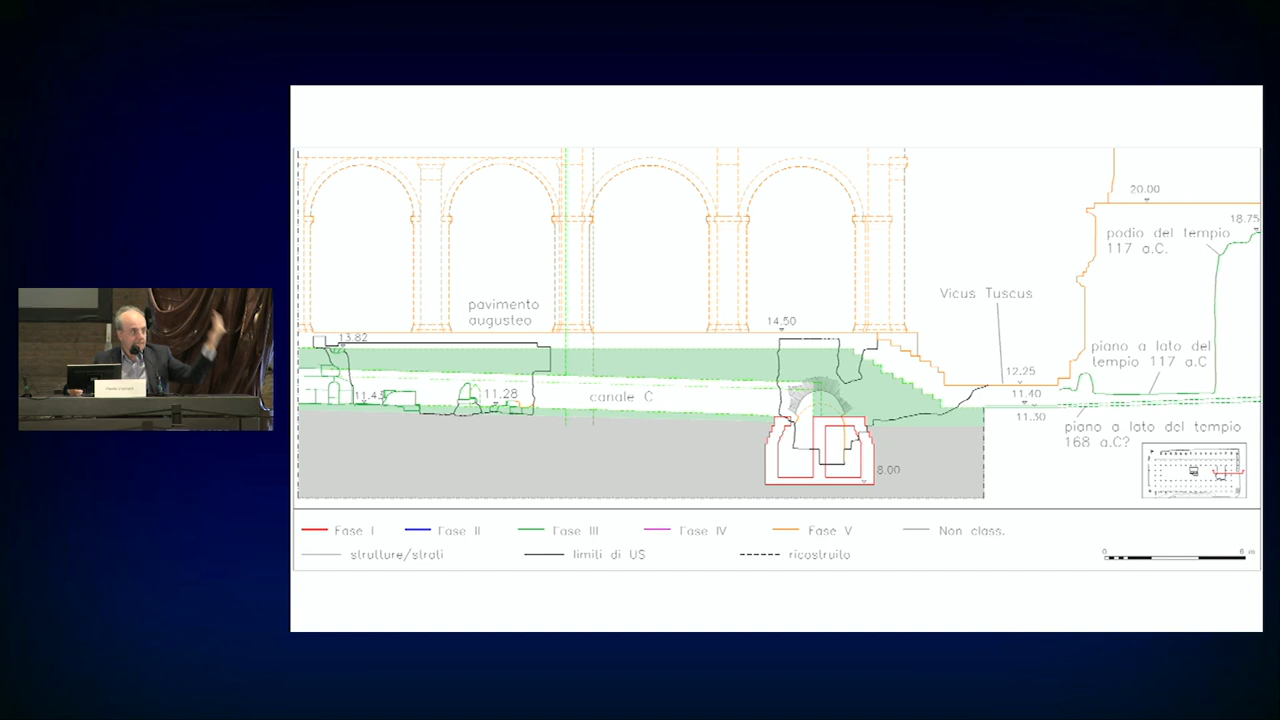 20.00
18.75
podio del tempio
117 a.C.
Vicus Tuscus
pavimento
augusteo
14.50
13.82
piano a lato del
tempio 117 a.C
12.25
11.40
11.30
11.43
11.28
canale C
piano a lato del tempio
168 a.C?
8.00
Fase I
Fase II
Fase III
Fase IV
Fase V
Non class.
strutture/strati
limiti di US
ricostruito
0
m